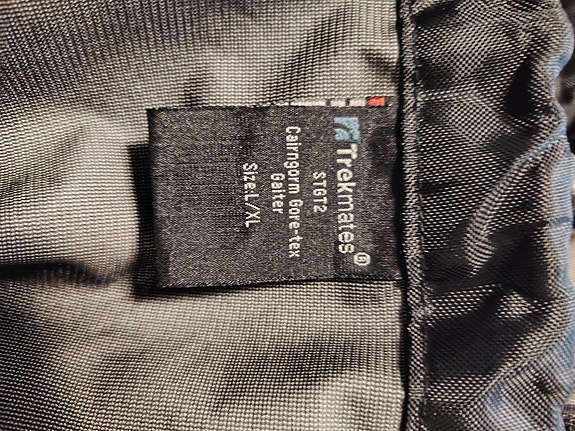 Trekmates®
STGT2
Cairngorm Gore-tex
Gaiter
Size:L/XL